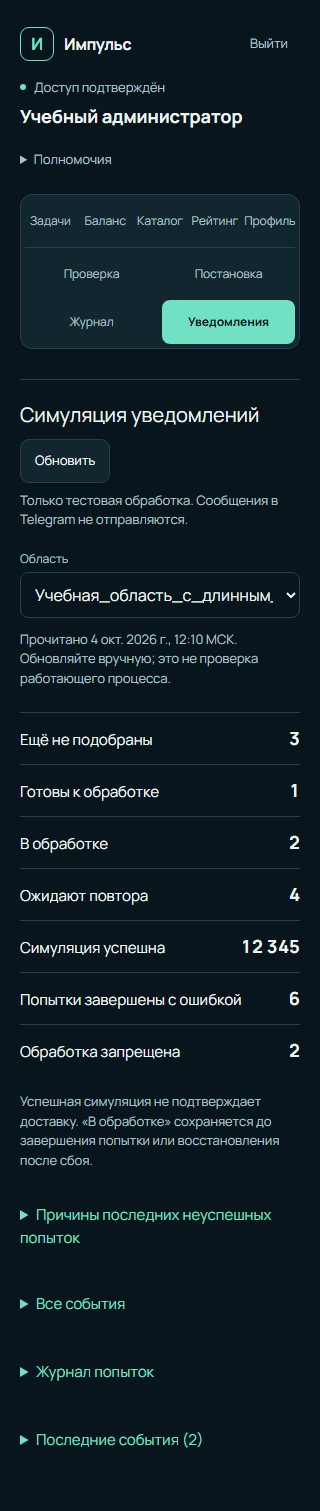 И Импульс Выйти
Доступ подтверждён
Учебный администратор
Полномочия
Задачи Баланс Каталог Рейтинг Профиль
Проверка Постановка
Журнал Уведомления
Симуляция уведомлений
Обновить
Только тестовая обработка. Сообщения в
Telegram не отправляются.
Область
Учебная_область_с_длинным_
Прочитано 4 окт. 2026 г., 12:10 МСК.
Обновляйте вручную; это не проверка
работающего процесса.
Ещё не подобраны 3
Готовы к обработке 1
В обработке 2
Ожидают повтора 4
Симуляция успешна 12 345
Попытки завершены с ошибкой 6
Обработка запрещена 2
Успешная симуляция не подтверждает
доставку. «В обработке» сохраняется до
завершения попытки или восстановления
после сбоя.
Причины последних неуспешных
попыток
Все события
Журнал попыток
Последние события (2)